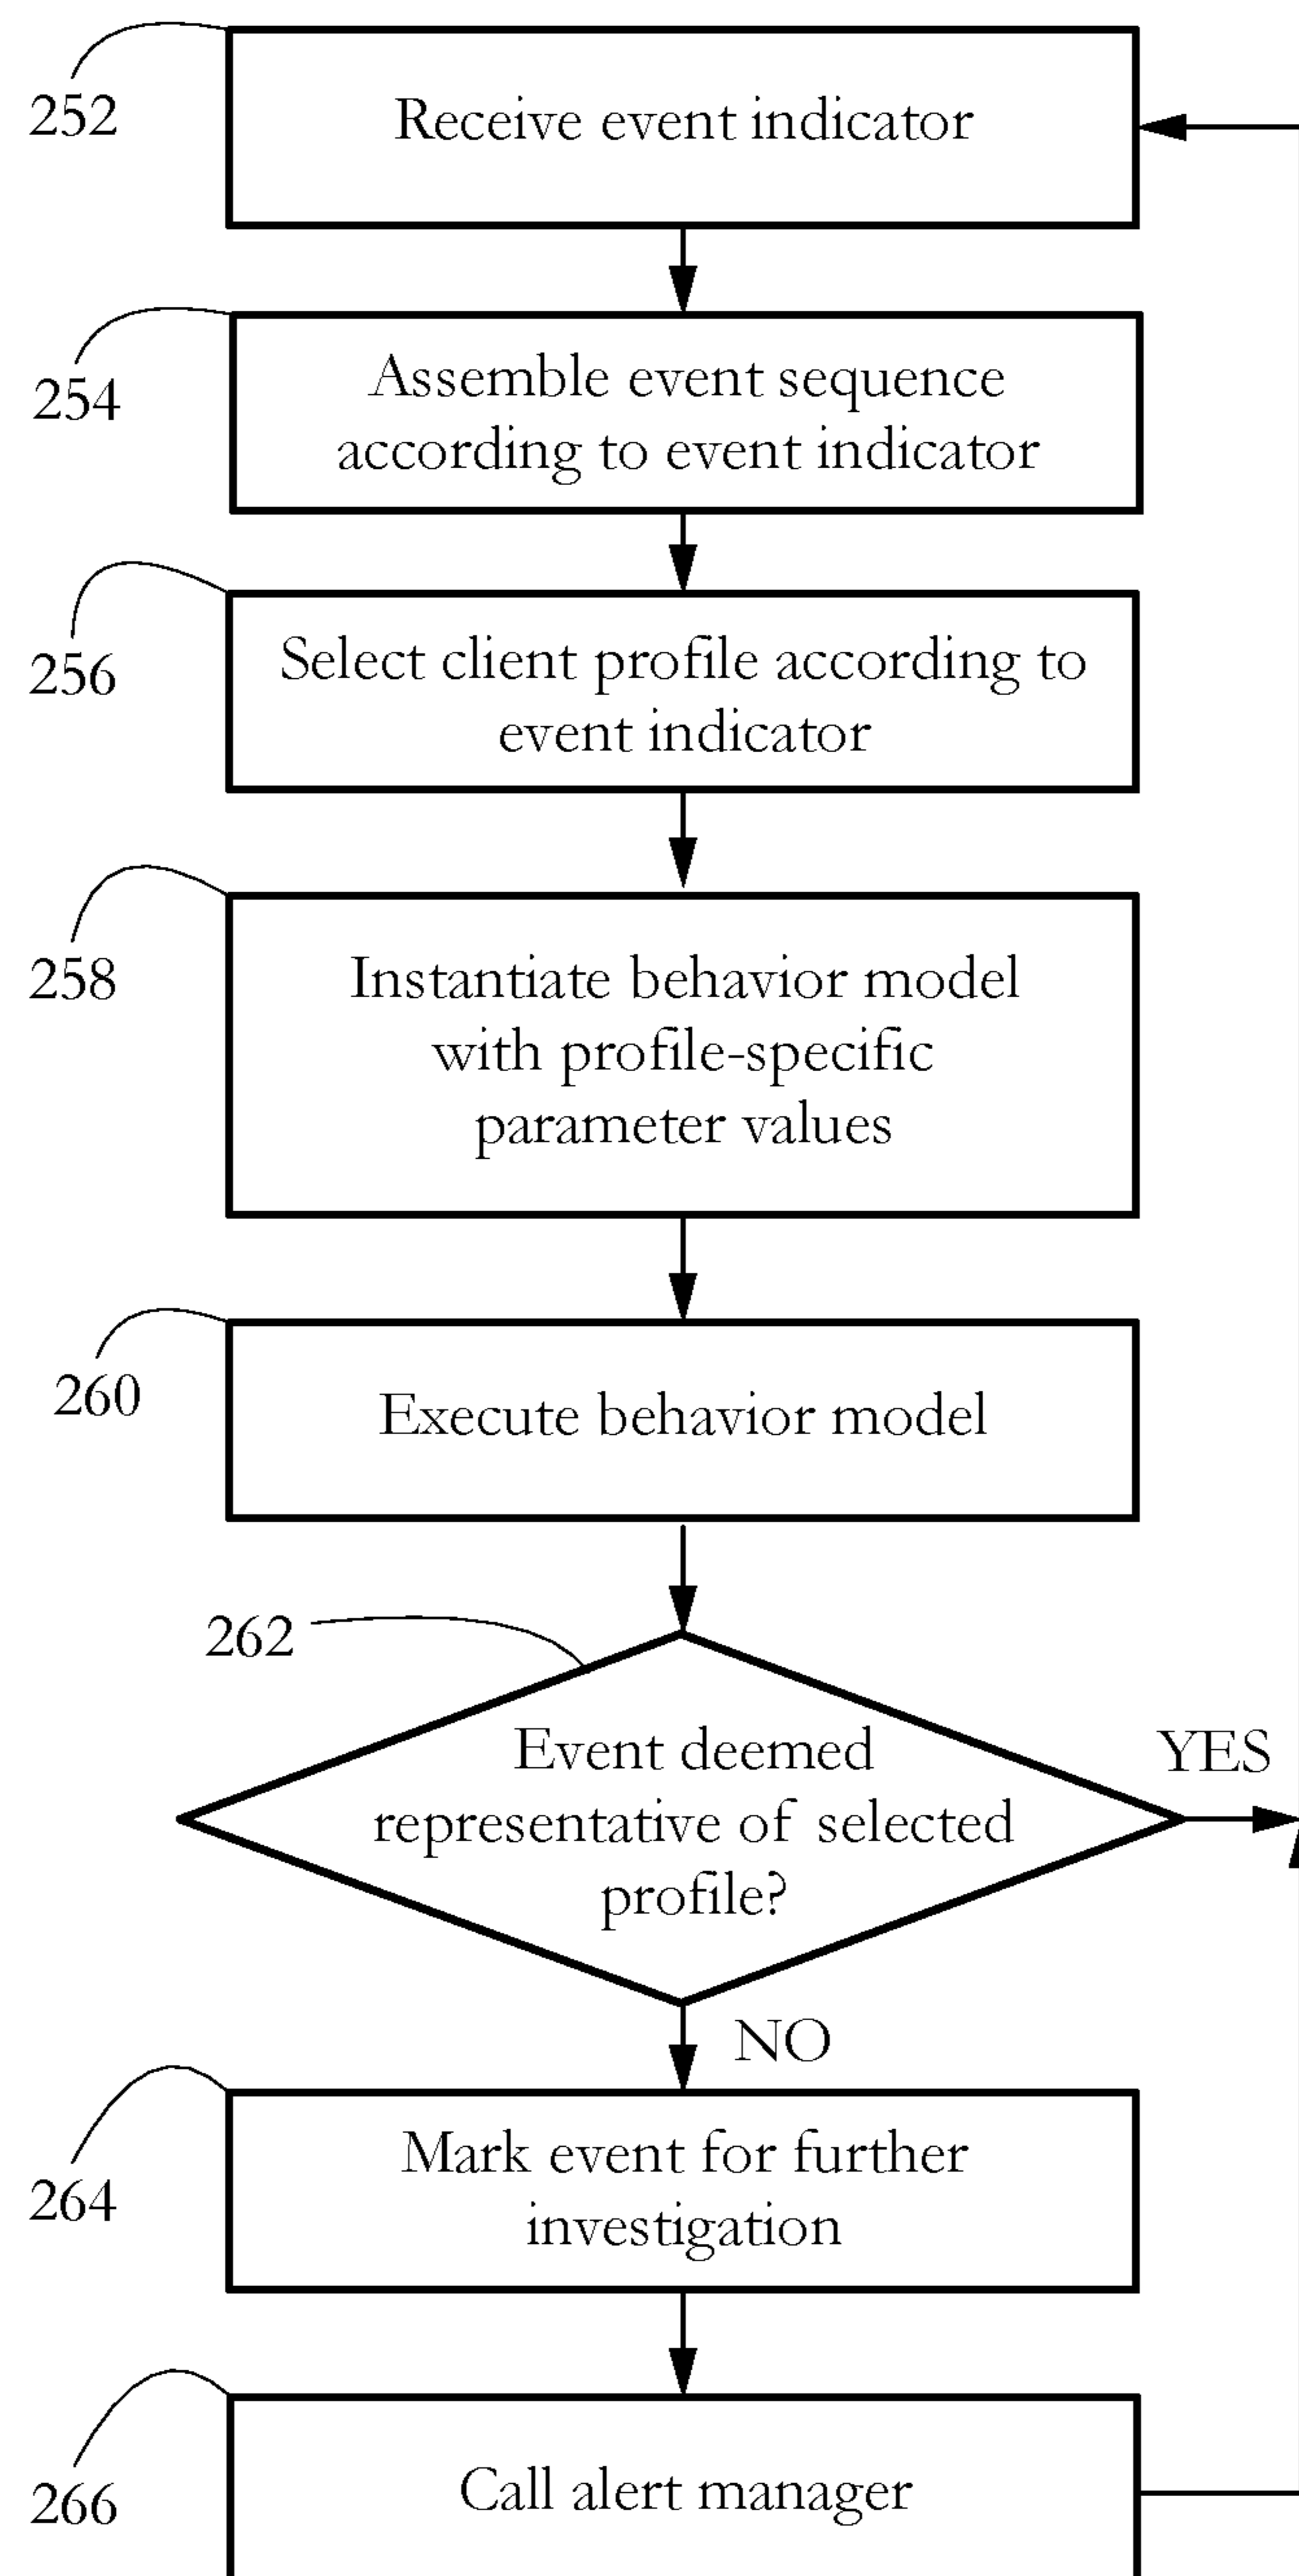 252
Receive event indicator
254
Assemble event sequence
according to event indicator
256
Select client profile according to
event indicator
258
Instantiate behavior model
with profile-specific
parameter values
260
Execute behavior model
262
Event deemed
representative of selected
profile?
YES
NO
264
Mark event for further
investigation
266
Call alert manager